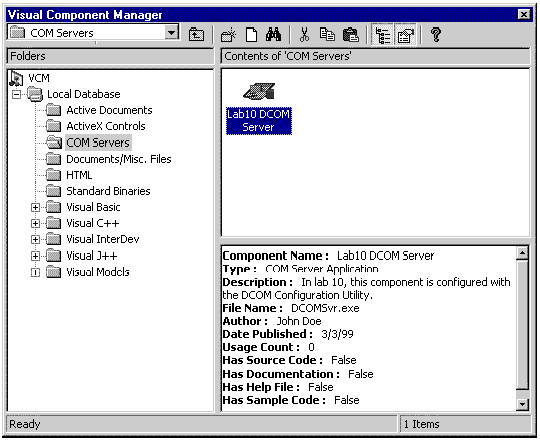 Visual Component Manager
COM Servers
Folders
Contents of 'COM Servers'
VCM
Local Database
Active Documents
ActiveX Controls
COM Servers
Documents/Misc. Files
HTML
Standard Binaries
Visual Basic
Visual C++
Visual InterDev
Visual J++
Visual Models
Lab10 DCOM
Server
Component Name : Lab10 DCOM Server
Type : COM Server Application
Description : In lab 10, this component is configured with
the DCOM Configuration Utility.
File Name : DCOMSvr.exe
Author : John Doe
Date Published : 3/3/99
Usage Count : 0
Has Source Code : False
Has Documentation : False
Has Help File : False
Has Sample Code : False
Ready
1 Items